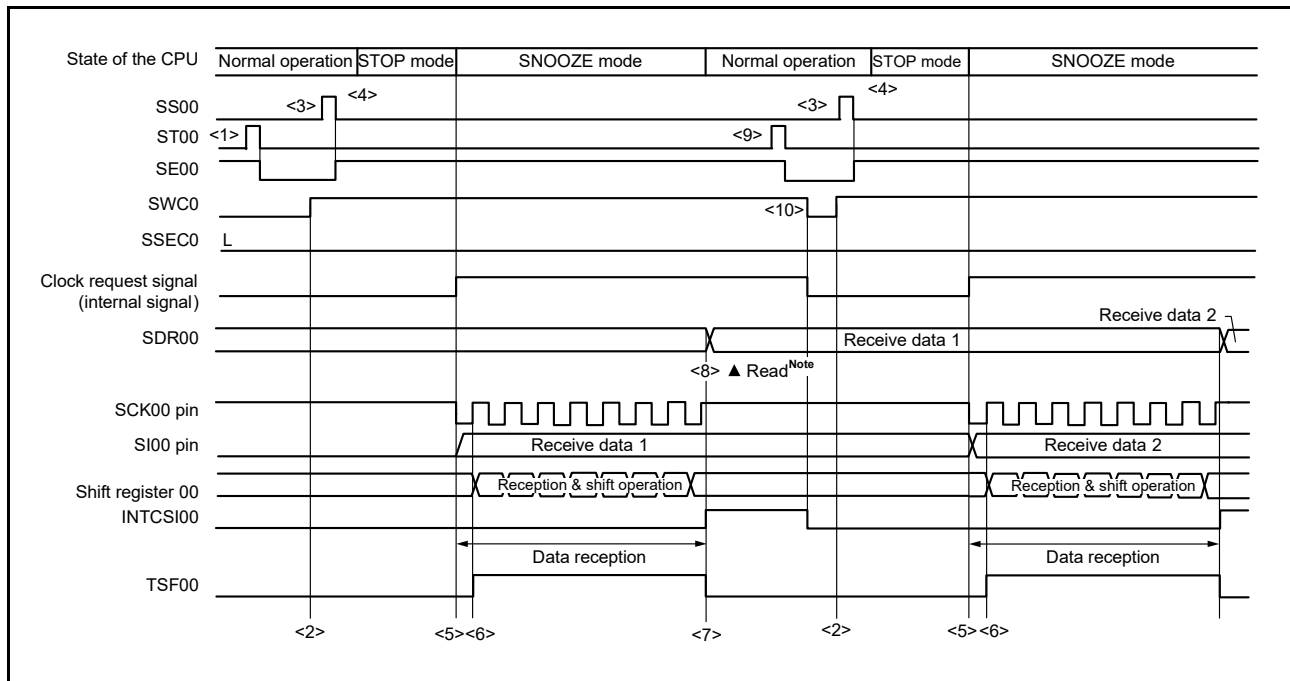 State of the CPU Normal operation STOP mode SNOOZE mode Normal operation STOP mode SNOOZE mode
<3> <4> <3> <4>
SS00
<1> <9>
ST00
SE00
SWC0 <10>
SSEC0 L
Clock request signal
(internal signal)
Receive data 2
SDR00 Receive data 1
<8> ▲ ReadNote
SCK00 pin
SI00 pin Receive data 1 Receive data 2
Shift register 00 Reception & shift operation Reception & shift operation
INTCSI00
Data reception Data reception
TSF00
<2> <5><6> <7> <2> <5><6>